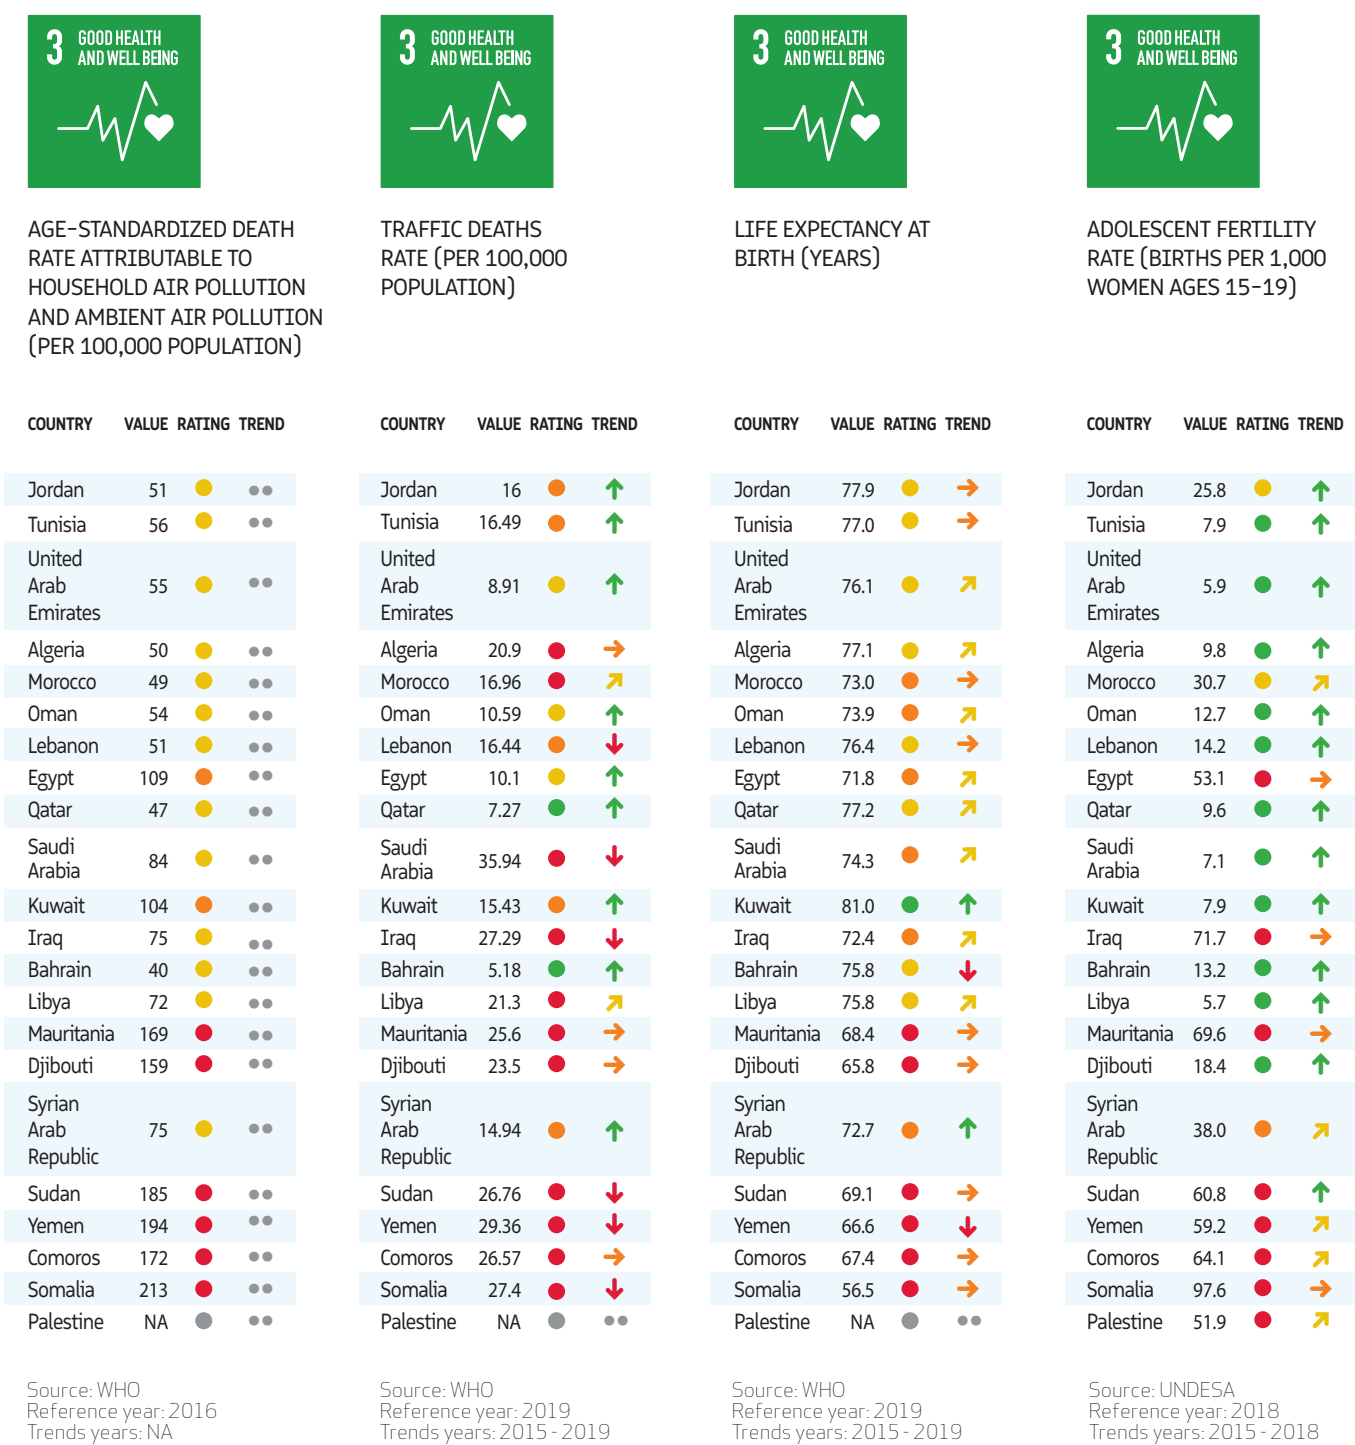 3 GOOD HEALTH
AND WELL BEING
AGE-STANDARDIZED DEATH
RATE ATTRIBUTABLE TO
HOUSEHOLD AIR POLLUTION
AND AMBIENT AIR POLLUTION
(PER 100,000 POPULATION)
COUNTRY VALUE RATING TREND
Jordan 51
Tunisia 56
United
Arab 55
Emirates
Algeria 50
Morocco 49
Oman 54
Lebanon 51
Egypt 109
Qatar 47
Saudi
Arabia 84
Kuwait 104
Iraq 75
Bahrain 40
Libya 72
Mauritania 169
Djibouti 159
Syrian
Arab 75
Republic
Sudan 185
Yemen 194
Comoros 172
Somalia 213
Palestine NA
Source: WHO
Reference year: 2016
Trends years: NA
3 GOOD HEALTH
AND WELL BEING
TRAFFIC DEATHS
RATE (PER 100,000
POPULATION)
COUNTRY VALUE RATING TREND
Jordan 16
Tunisia 16.49
United
Arab 8.91
Emirates
Algeria 20.9
Morocco 16.96
Oman 10.59
Lebanon 16.44
Egypt 10.1
Qatar 7.27
Saudi
Arabia 35.94
Kuwait 15.43
Iraq 27.29
Bahrain 5.18
Libya 21.3
Mauritania 25.6
Djibouti 23.5
Syrian
Arab 14.94
Republic
Sudan 26.76
Yemen 29.36
Comoros 26.57
Somalia 27.4
Palestine NA
Source: WHO
Reference year: 2019
Trends years: 2015 - 2019
3 GOOD HEALTH
AND WELL BEING
LIFE EXPECTANCY AT
BIRTH (YEARS)
COUNTRY VALUE RATING TREND
Jordan 77.9
Tunisia 77.0
United
Arab 76.1
Emirates
Algeria 77.1
Morocco 73.0
Oman 73.9
Lebanon 76.4
Egypt 71.8
Qatar 77.2
Saudi
Arabia 74.3
Kuwait 81.0
Iraq 72.4
Bahrain 75.8
Libya 75.8
Mauritania 68.4
Djibouti 65.8
Syrian
Arab 72.7
Republic
Sudan 69.1
Yemen 66.6
Comoros 67.4
Somalia 56.5
Palestine NA
Source: WHO
Reference year: 2019
Trends years: 2015 - 2019
3 GOOD HEALTH
AND WELL BEING
ADOLESCENT FERTILITY
RATE (BIRTHS PER 1,000
WOMEN AGES 15-19)
COUNTRY VALUE RATING TREND
Jordan 25.8
Tunisia 7.9
United
Arab 5.9
Emirates
Algeria 9.8
Morocco 30.7
Oman 12.7
Lebanon 14.2
Egypt 53.1
Qatar 9.6
Saudi
Arabia 7.1
Kuwait 7.9
Iraq 71.7
Bahrain 13.2
Libya 5.7
Mauritania 69.6
Djibouti 18.4
Syrian
Arab 38.0
Republic
Sudan 60.8
Yemen 59.2
Comoros 64.1
Somalia 97.6
Palestine 51.9
Source: UNDESA
Reference year: 2018
Trends years: 2015 - 2018